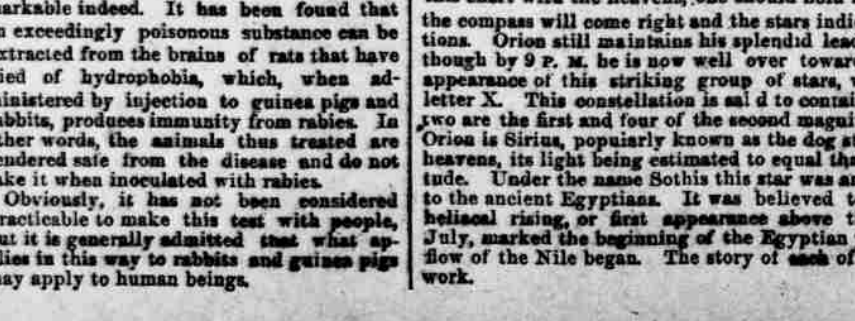 arkable indeed. It has been found that
n exceedingly poisonous substance can be
xtracted from the brains of rats that have
ied of hydrophobia, which, when ad-
inistered by injection to guinea pigs and
abbits, produces immunity from rabies. In
ther words, the animals thus treated are
endered safe from the disease and do not
ake it when inoculated with rabies.
Obviously, it has not been considered
racticable to make this test with people,
ut it is generally admitted that what ap-
lies in this way to rabbits and guinea pigs
ay apply to human beings.
the compass will come right and the stars indi
tions. Orion still maintains his splendid lead
though by 9 P. M. he is now well over towar
appearance of this striking group of stars,
letter X. This constellation is sai d to contai
two are the first and four of the second magni
Orion is Sirius, popularly known as the dog st
heavens, its light being estimated to equal tha
tude. Under the name Sothis this star was an
to the ancient Egyptians. It was believed t
heliacal rising, or first appearance above t
July, marked the beginning of the Egyptian
flow of the Nile began. The story of each of
work.